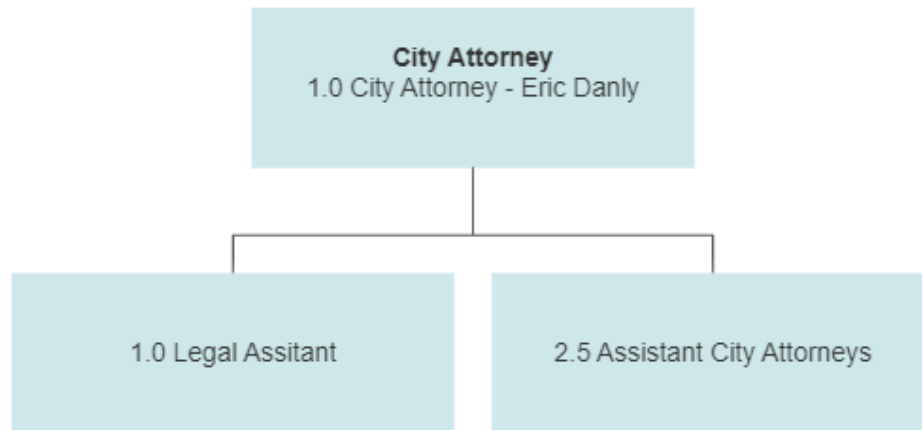 City Attorney
1.0 City Attorney - Eric Danly
1.0 Legal Assitant
2.5 Assistant City Attorneys